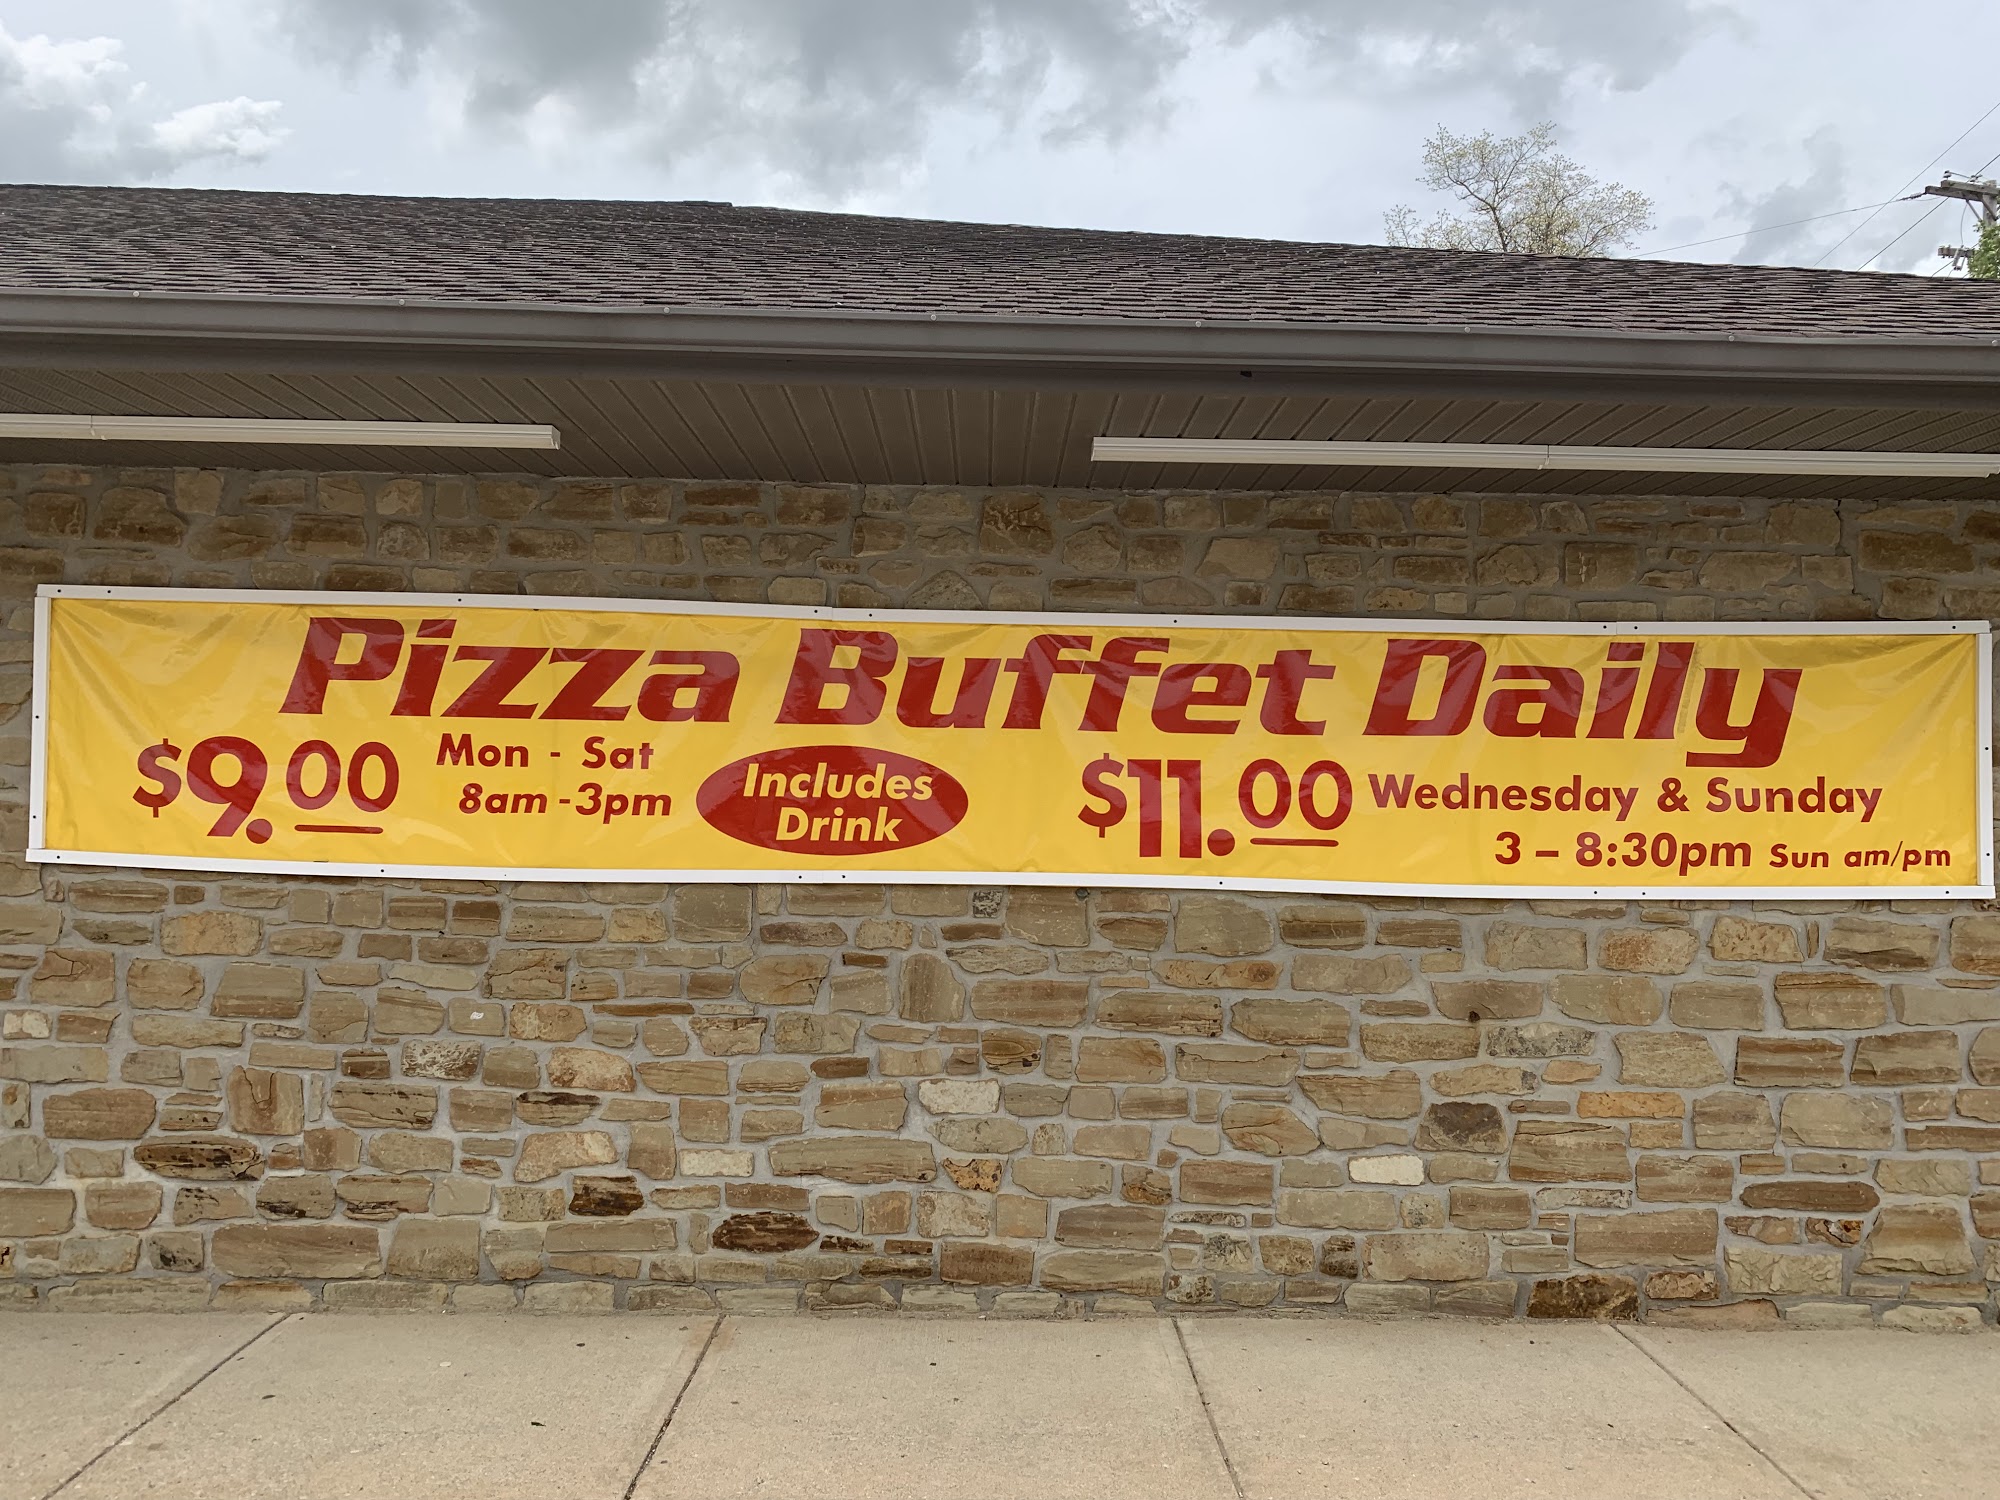 Pizza Buffet Daily
$9.00
Mon - Sat
8am - 3pm
Includes
Drink
$11.00
Wednesday & Sunday
3 – 8:30pm Sun am/pm